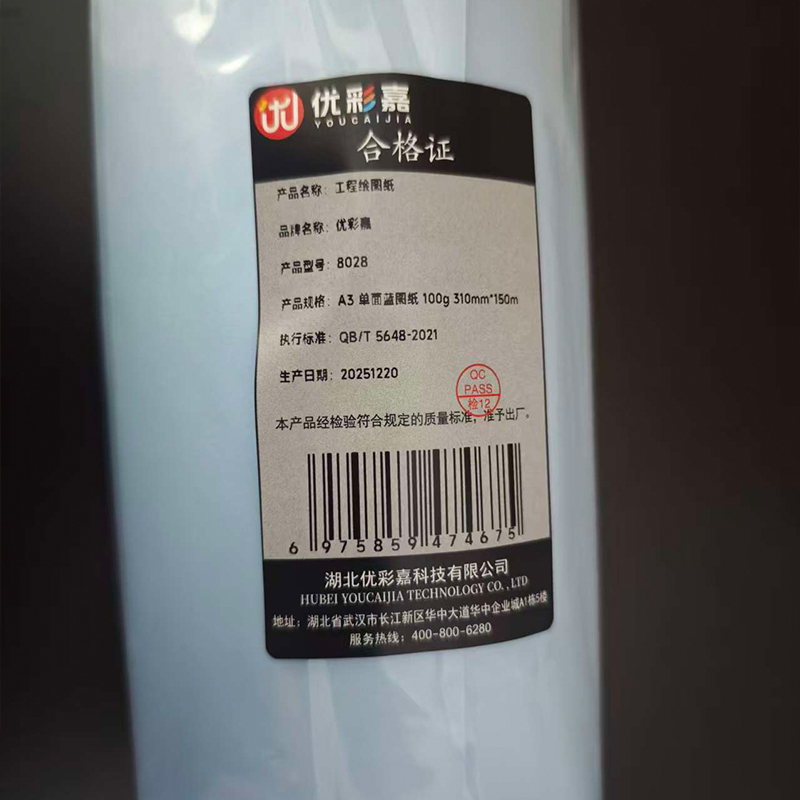 优彩嘉
YOUCAIJIA
合格证
产品名称: 工程绘图纸
品牌名称: 优彩嘉
产品型号: 8028
产品规格: A3 单面蓝图纸 100g 310mm*150m
执行标准: QB/T 5648-2021
生产日期: 20251220
QC
PASS
检12
本产品经检验符合规定的质量标准,准予出厂。
6 975859 474675
湖北优彩嘉科技有限公司
HUBEI YOUCAIJIA TECHNOLOGY CO., LTD
地址: 湖北省武汉市长江新区华中大道华中企业城A1栋5楼
服务热线: 400-800-6280